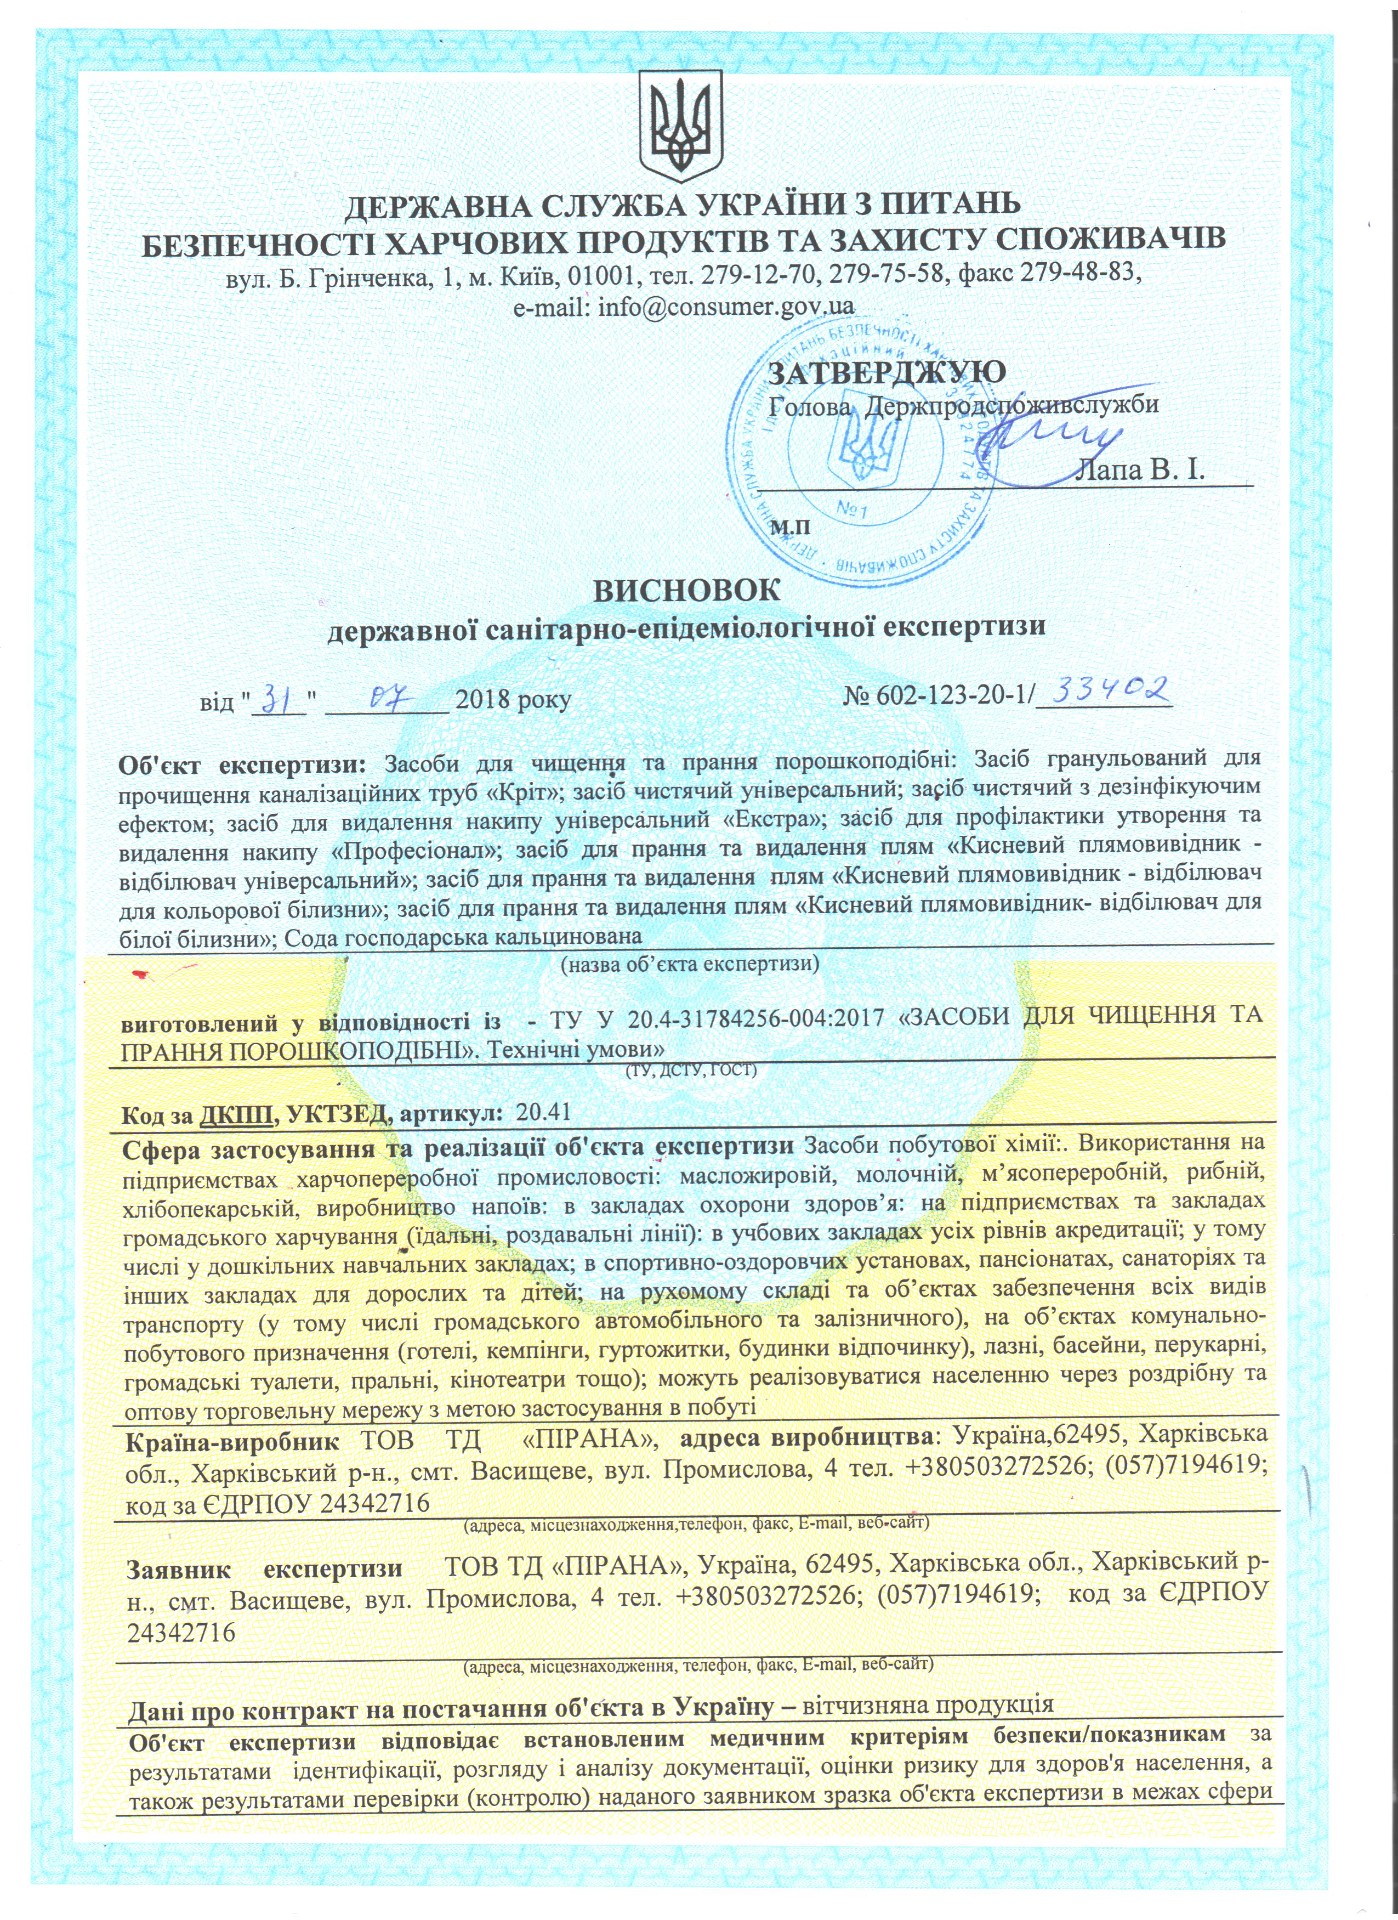 ДЕРЖАВНА СЛУЖБА УКРАЇНИ З ПИТАНЬ
БЕЗПЕЧНОСТІ ХАРЧОВИХ ПРОДУКТІВ ТА ЗАХИСТУ СПОЖИВАЧІВ
вул. Б. Грінченка, 1, м. Київ, 01001, тел. 279-12-70, 279-75-58, факс 279-48-83,
e-mail: info@consumer.gov.ua
ЗАТВЕРДЖУЮ
Голова Держпродспоживслужби
Лапа В. І.
№1
М.П
ВИСНОВОК
державної санітарно-епідеміологічної експертизи
від "31" 07 2018 року № 602-123-20-1/33402
Об'єкт експертизи: Засоби для чищення та прання порошкоподібні: Засіб гранульований для
прочищення каналізаційних труб «Кріт»; засіб чистячий універсальний; засіб чистячий з дезінфікуючим
ефектом; засіб для видалення накипу універсальний «Екстра»; засіб для профілактики утворення та
видалення накипу «Професіонал»; засіб для прання та видалення плям «Кисневий плямовивідник -
відбілювач універсальний»; засіб для прання та видалення плям «Кисневий плямовивідник - відбілювач
для кольорової білизни»; засіб для прання та видалення плям «Кисневий плямовивідник- відбілювач для
білої білизни»; Сода господарська кальцинована
(назва об’єкта експертизи)
виготовлений у відповідності із - ТУ У 20.4-31784256-004:2017 «ЗАСОБИ ДЛЯ ЧИЩЕННЯ ТА
ПРАННЯ ПОРОШКОПОДІБНІ». Технічні умови»
(ТУ, ДСТУ, ГОСТ)
Код за ДКПП, УКТЗЕД, артикул: 20.41
Сфера застосування та реалізації об'єкта експертизи Засоби побутової хімії:. Використання на
підприємствах харчопереробної промисловості: масложировій, молочній, м’ясопереробній, рибній,
хлібопекарській, виробництво напоїв: в закладах охорони здоров’я: на підприємствах та закладах
громадського харчування (їдальні, роздавальні лінії): в учбових закладах усіх рівнів акредитації; у тому
числі у дошкільних навчальних закладах; в спортивно-оздоровчих установах, пансіонатах, санаторіях та
інших закладах для дорослих та дітей; на рухомому складі та об’єктах забезпечення всіх видів
транспорту (у тому числі громадського автомобільного та залізничного), на об’єктах комунально-
побутового призначення (готелі, кемпінги, гуртожитки, будинки відпочинку), лазні, басейни, перукарні,
громадські туалети, пральні, кінотеатри тощо); можуть реалізовуватися населенню через роздрібну та
оптову торговельну мережу з метою застосування в побуті
Країна-виробник ТОВ ТД «ПІРАНА», адреса виробництва: Україна,62495, Харківська
обл., Харківський р-н., смт. Васищеве, вул. Промислова, 4 тел. +380503272526; (057)7194619;
код за ЄДРПОУ 24342716
(адреса, місцезнаходження,телефон, факс, E-mail, веб-сайт)
Заявник експертизи ТОВ ТД «ПІРАНА», Україна, 62495, Харківська обл., Харківський р-
н., смт. Васищеве, вул. Промислова, 4 тел. +380503272526; (057)7194619; код за ЄДРПОУ
24342716
(адреса, місцезнаходження, телефон, факс, E-mail, веб-сайт)
Дані про контракт на постачання об'єкта в Україну – вітчизняна продукція
Об'єкт експертизи відповідає встановленим медичним критеріям безпеки/показникам за
результатами ідентифікації, розгляду і аналізу документації, оцінки ризику для здоров'я населення, а
також результатами перевірки (контролю) наданого заявником зразка об'єкта експертизи в межах сфери